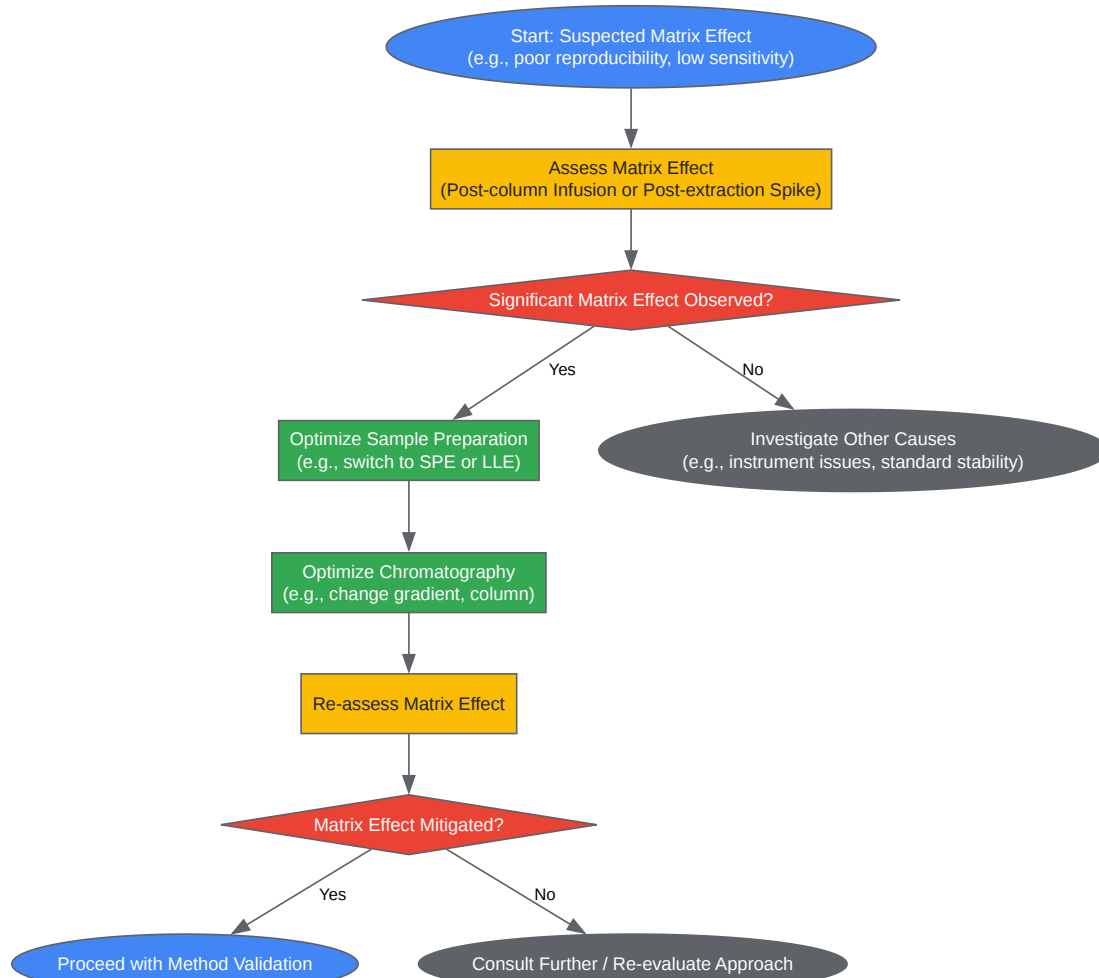 Start: Suspected Matrix Effect
(e.g., poor reproducibility, low sensitivity)
Assess Matrix Effect
(Post-column Infusion or Post-extraction Spike)
Significant Matrix Effect Observed?
Yes
No
Optimize Sample Preparation
(e.g., switch to SPE or LLE)
Investigate Other Causes
(e.g., instrument issues, standard stability)
Optimize Chromatography
(e.g., change gradient, column)
Re-assess Matrix Effect
Matrix Effect Mitigated?
Yes
No
Proceed with Method Validation
Consult Further / Re-evaluate Approach